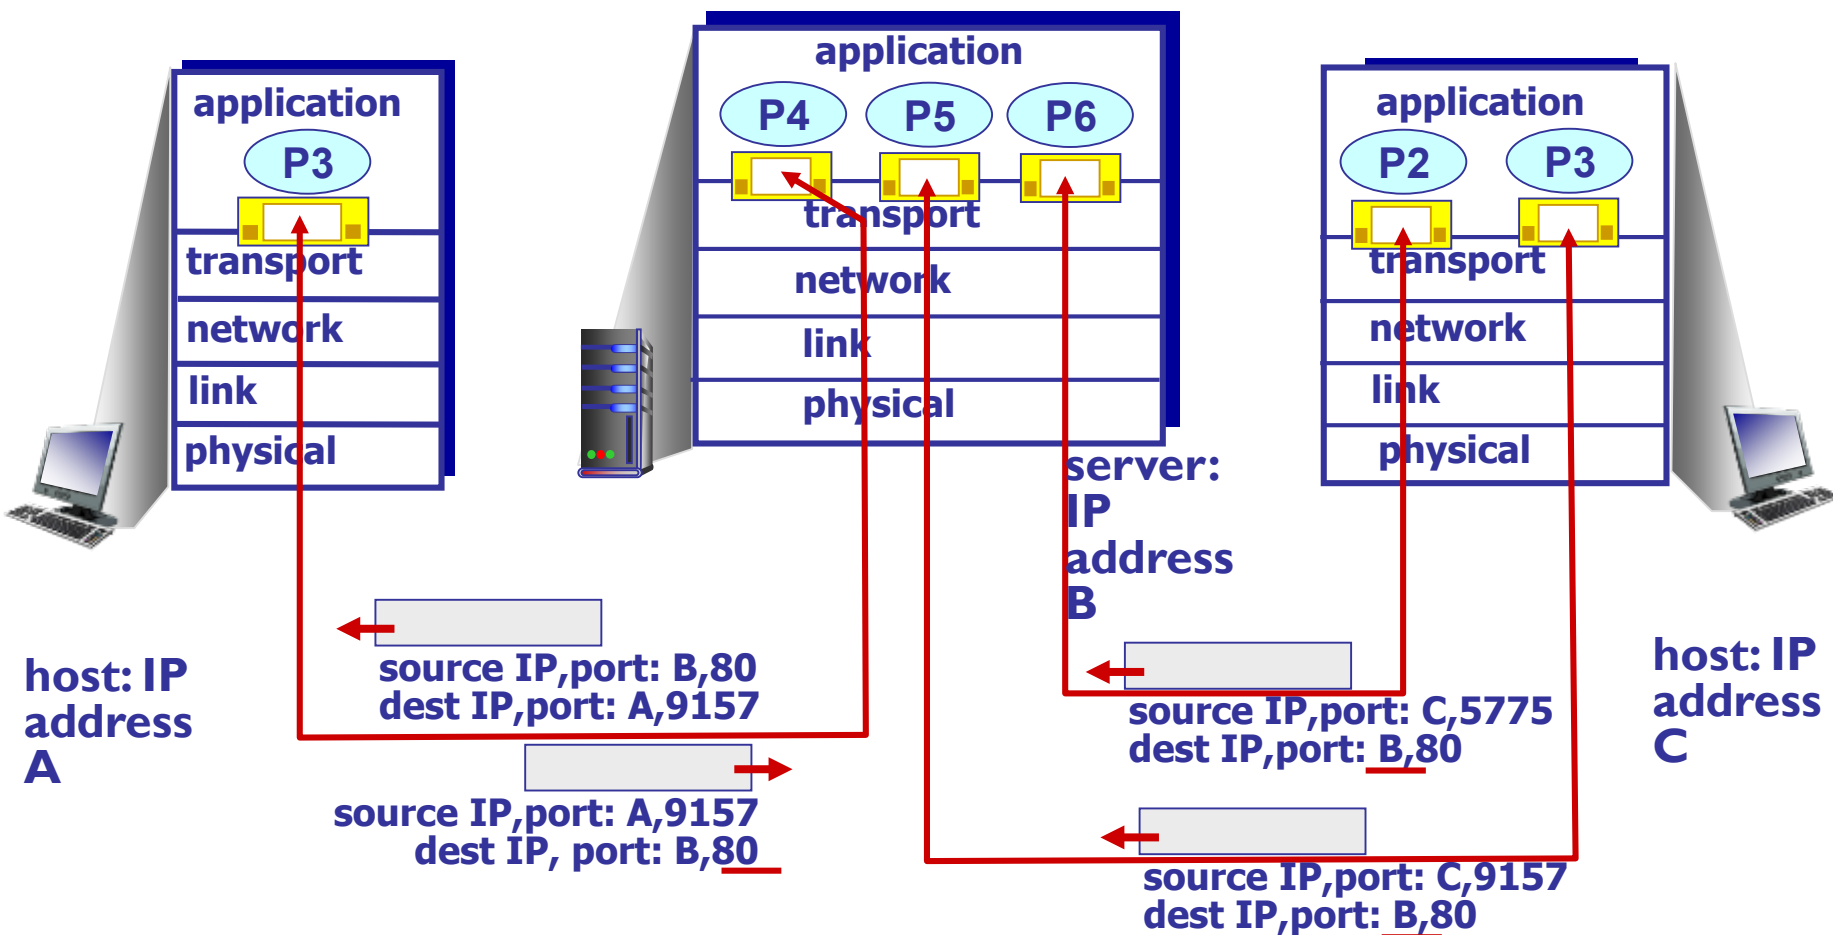 application
P3
transport
network
link
physical
host: IP
address
A
application
P4 P5 P6
transport
network
link
physical
server:
IP
address
B
application
P2 P3
transport
network
link
physical
host: IP
address
C
source IP,port: B,80
dest IP,port: A,9157
source IP,port: A,9157
dest IP, port: B,80
source IP,port: C,5775
dest IP,port: B,80
source IP,port: C,9157
dest IP,port: B,80